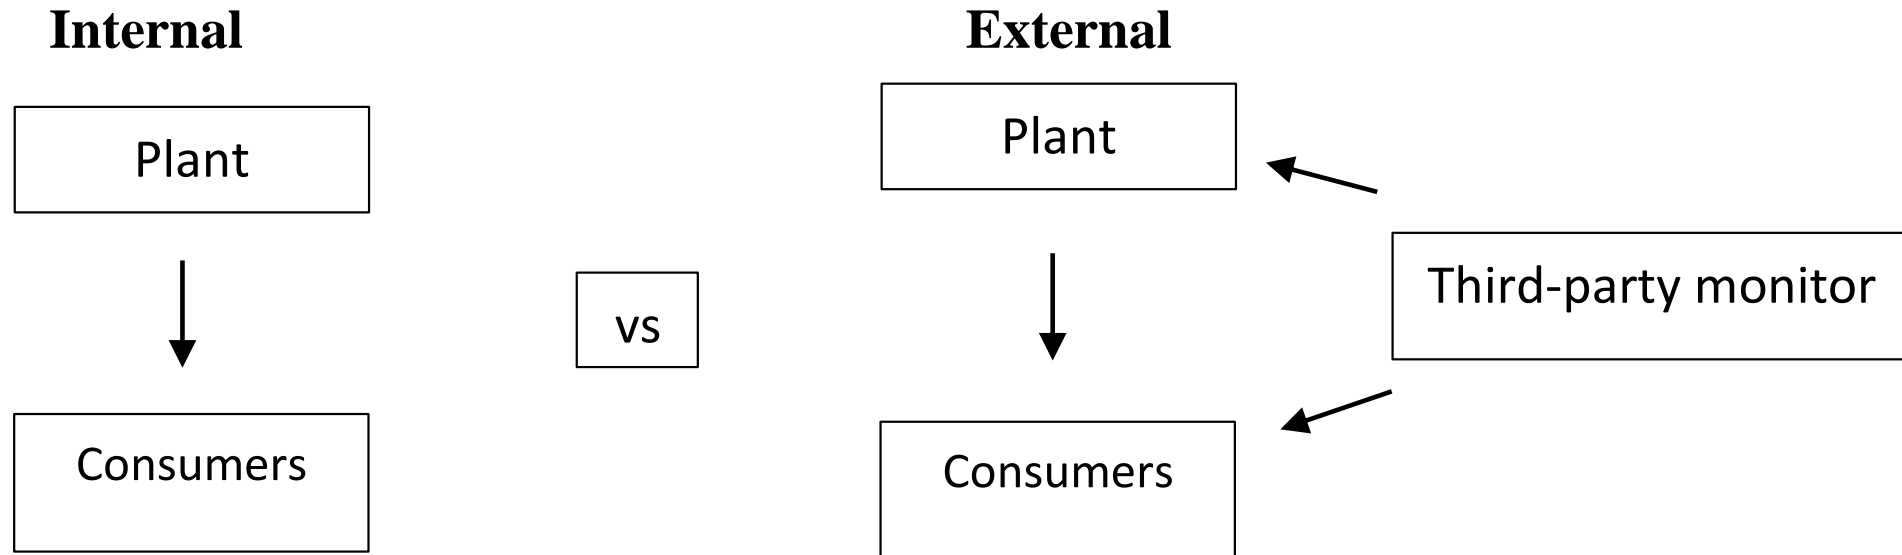 Internal
Plant
Consumers
vs
External
Plant
Consumers
Third-party monitor